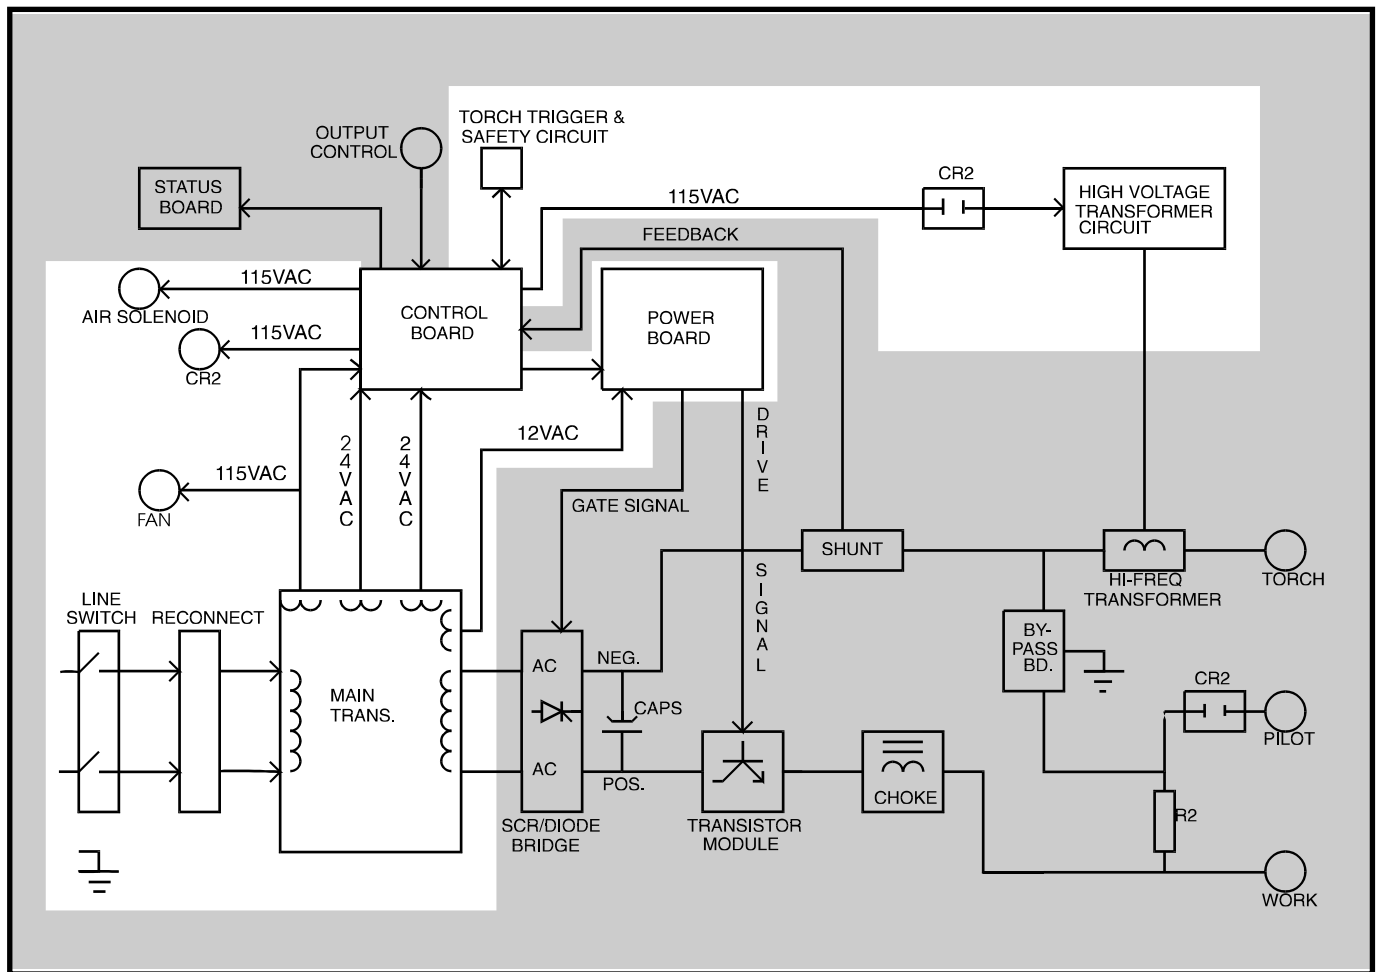 OUTPUT
CONTROL
TORCH TRIGGER &
SAFETY CIRCUIT
STATUS
BOARD
115VAC
CR2
HIGH VOLTAGE
TRANSFORMER
CIRCUIT
FEEDBACK
115VAC
AIR SOLENOID
115VAC
CR2
CONTROL
BOARD
POWER
BOARD
24VAC
24VAC
12VAC
DRIVE
115VAC
FAN
GATE SIGNAL
SHUNT
SIGNAL
HI-FREQ
TRANSFORMER
TORCH
LINE
SWITCH
RECONNECT
MAIN
TRANS.
AC
NEG.
CAPS
AC
POS.
SCR/DIODE
BRIDGE
TRANSISTOR
MODULE
CHOKE
BY-
PASS
BD.
CR2
PILOT
R2
WORK